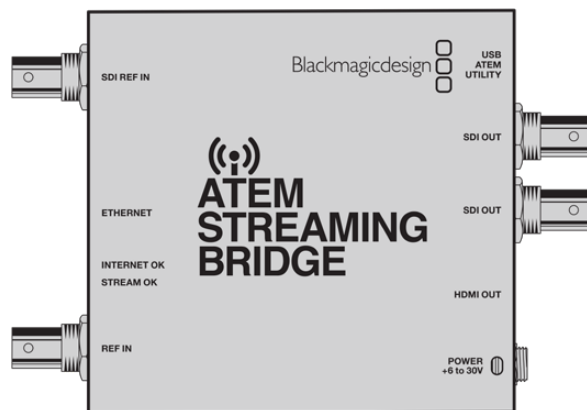 Blackmagicdesign
USB
ATEM
UTILITY
SDI REF IN
SDI OUT
ATEM
STREAMING
BRIDGE
ETHERNET
SDI OUT
INTERNET OK
STREAM OK
HDMI OUT
REF IN
POWER
+6 to 30V